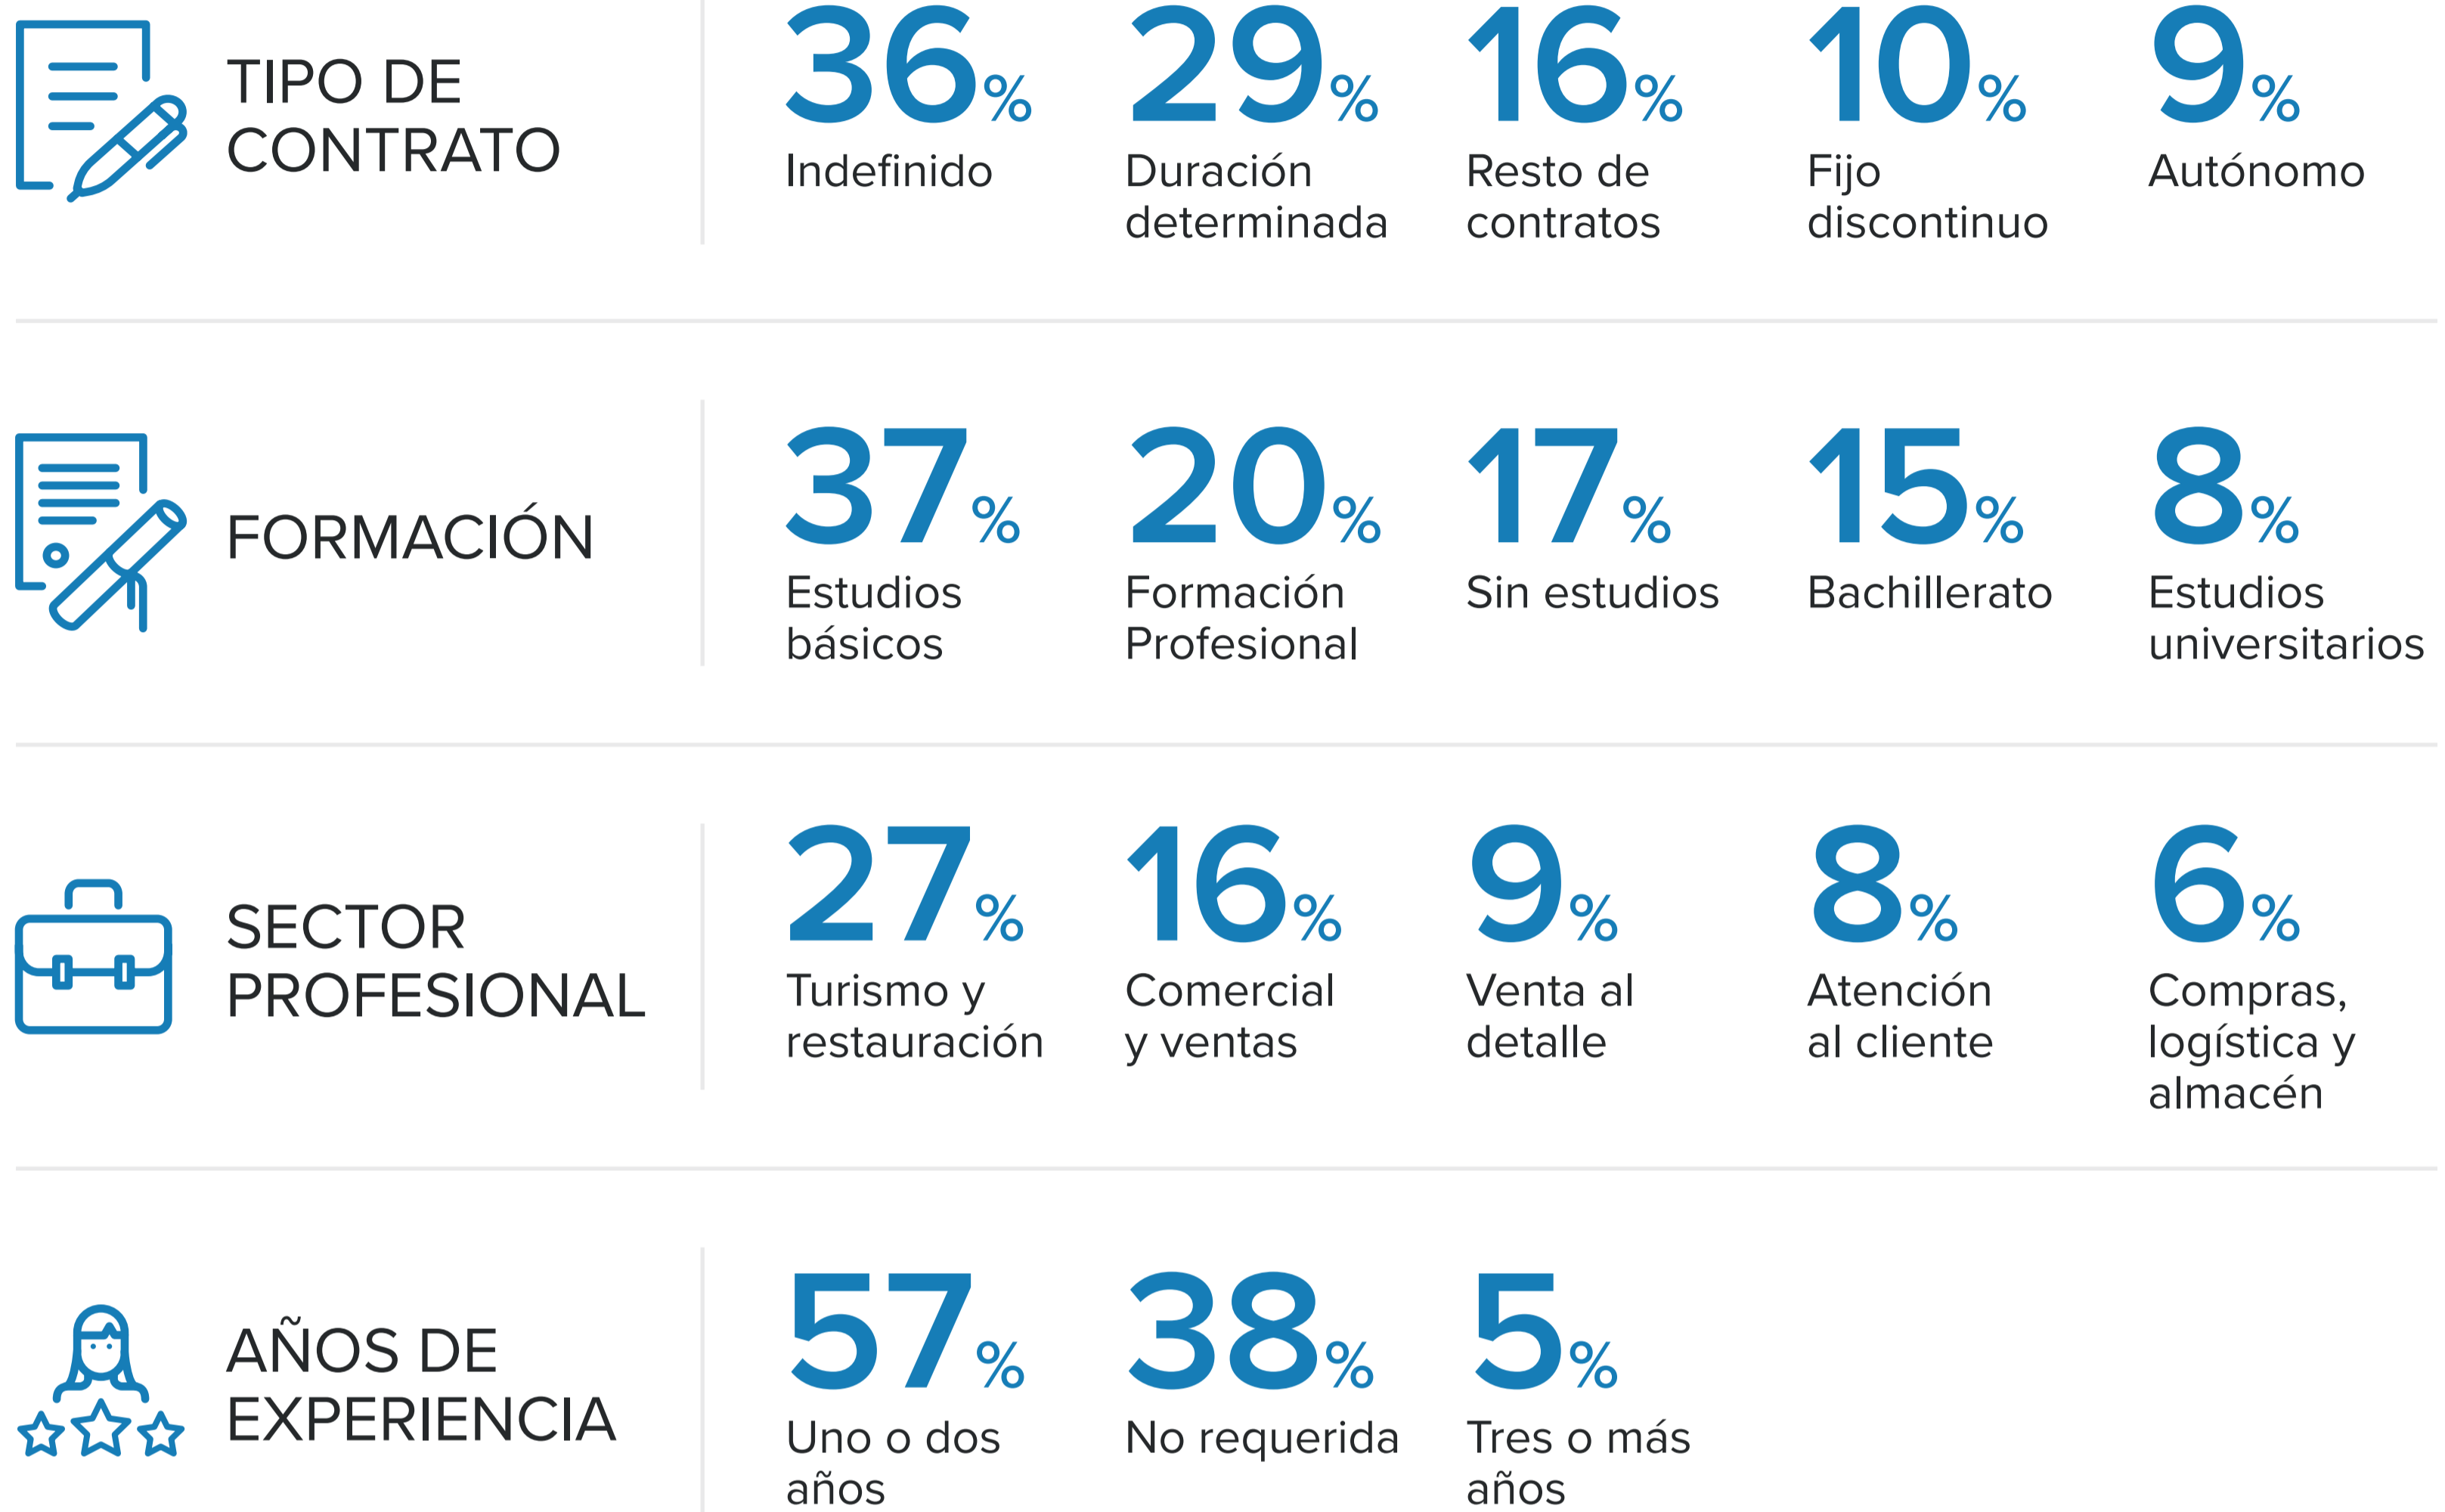 TIPO DE
CONTRATO
36%
Indefinido
29%
Duración
determinada
16%
Resto de
contratos
10%
Fijo
discontinuo
9%
Autónomo
FORMACIÓN
37%
Estudios
básicos
20%
Formación
Profesional
17%
Sin estudios
15%
Bachillerato
8%
Estudios
universitarios
SECTOR
PROFESIONAL
27%
Turismo y
restauración
16%
Comercial
y ventas
9%
Venta al
detalle
8%
Atención
al cliente
6%
Compras,
logística y
almacén
AÑOS DE
EXPERIENCIA
57%
Uno o dos
años
38%
No requerida
5%
Tres o más
años